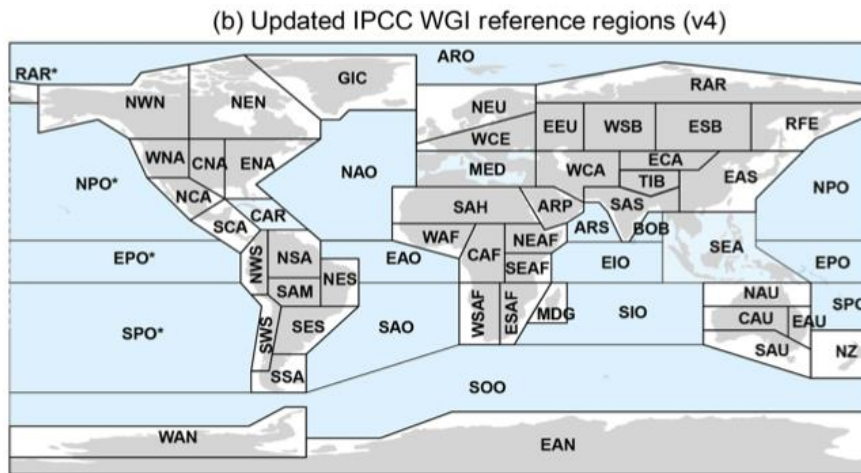 (b) Updated IPCC WGI reference regions (v4)
ARO
RAR*
GIC
RAR
NWN
NEN
NEU
EEU
WSB
ESB
RFE
WCE
WNA
CNA
ENA
MED
WCA
ECA
EAS
NPO*
NAO
TIB
NPO
NCA
SAH
ARP
SAS
SCA
CAR
WAF
NEAF
ARS
BOB
SEA
EPO*
NWS
NSA
EAO
CAF
SEAF
EIO
EPO
NES
SAM
NAU
SPO*
SWS
SES
SAO
WSAF
ESAF
MDG
SIO
CAU
EAU
SPO
SSA
SAU
NZ
SOO
WAN
EAN